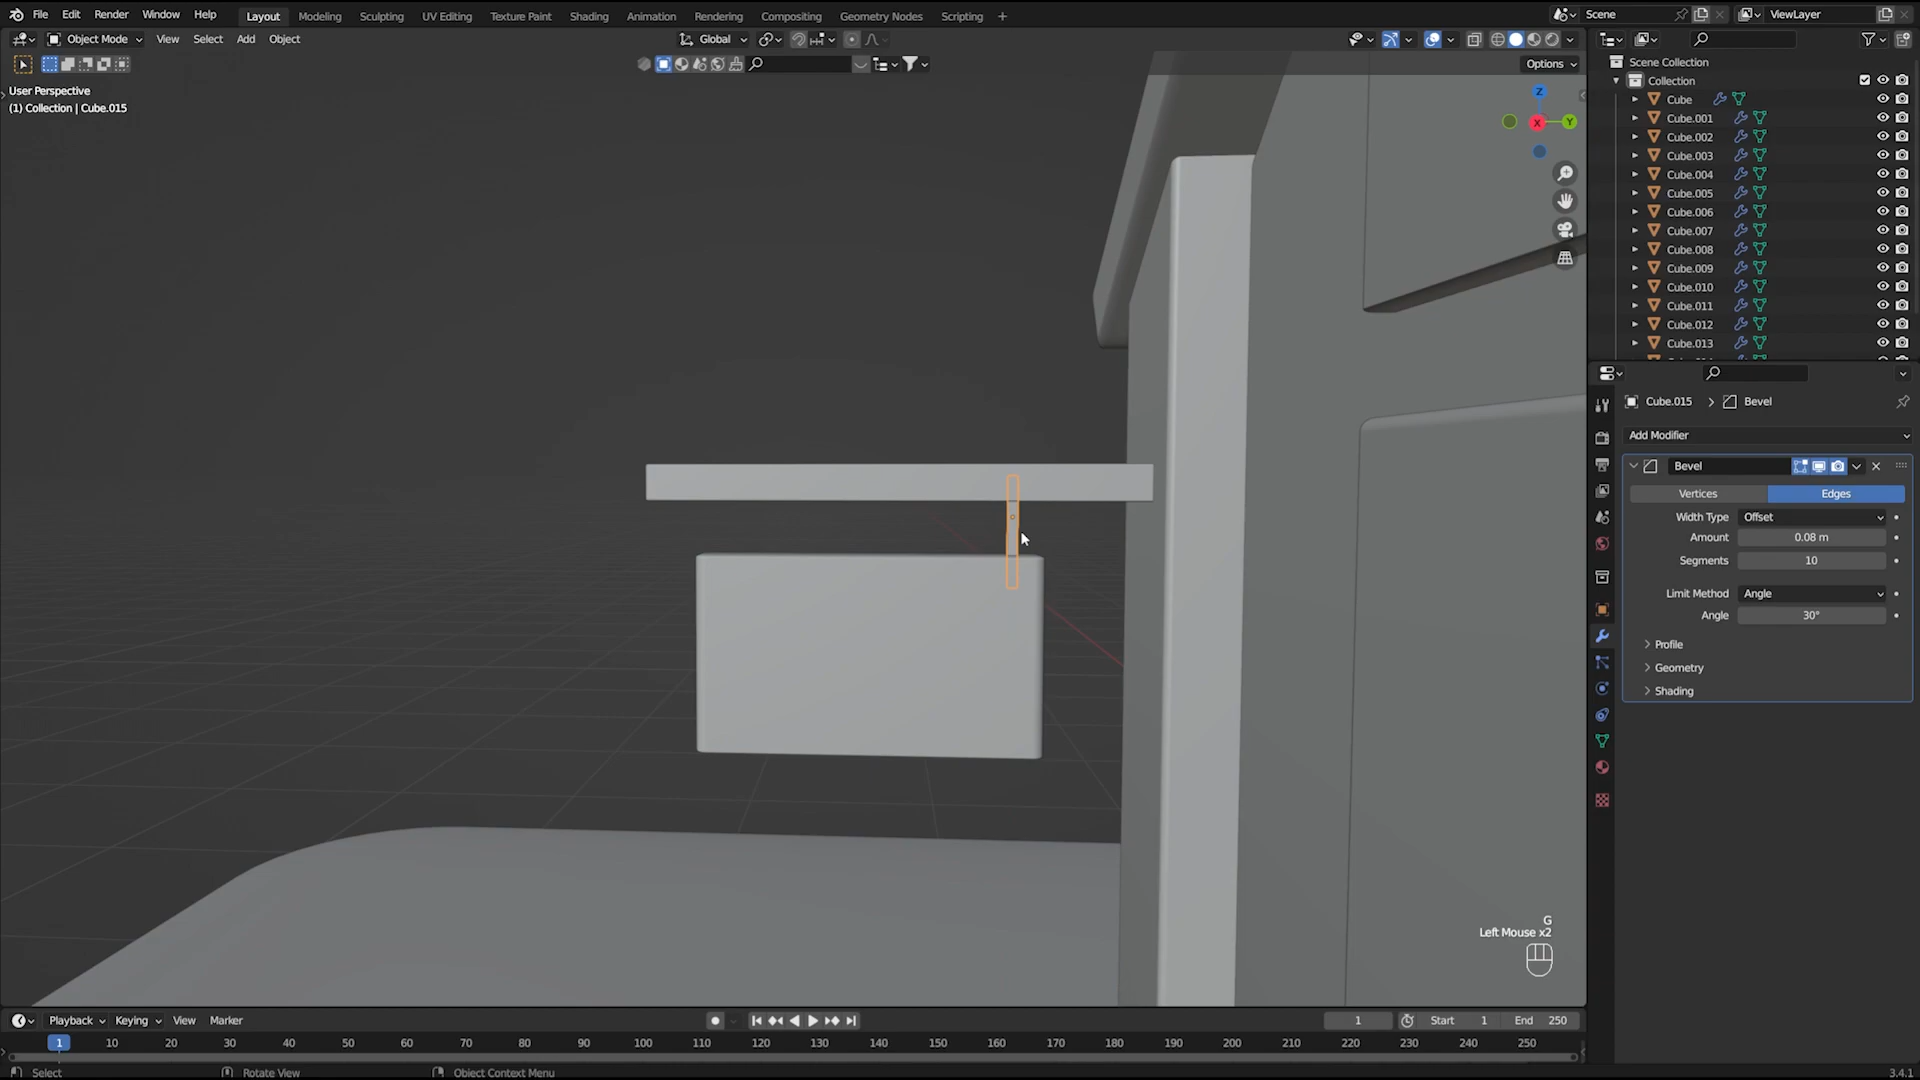 File Edit Render Window Help Layout Modeling Sculpting UV Editing Texture Paint Shading Animation Rendering Compositing Geometry Nodes Scripting + Scene ViewLayer
Object Mode View Select Add Object Global
Options
User Perspective
(1) Collection | Cube.015
Z
X Y
Scene Collection
Collection
Cube
Cube.001
Cube.002
Cube.003
Cube.004
Cube.005
Cube.006
Cube.007
Cube.008
Cube.009
Cube.010
Cube.011
Cube.012
Cube.013
Cube.015 > Bevel
Add Modifier
Bevel
Vertices Edges
Width Type Offset
Amount 0.08 m
Segments 10
Limit Method Angle
Angle 30°
Profile
Geometry
Shading
G
Left Mouse x2
Playback Keying View Marker 1 Start 1 End 250
1 10 20 30 40 50 60 70 80 90 100 110 120 130 140 150 160 170 180 190 200 210 220 230 240 250
Select Rotate View Object Context Menu 3.4.1